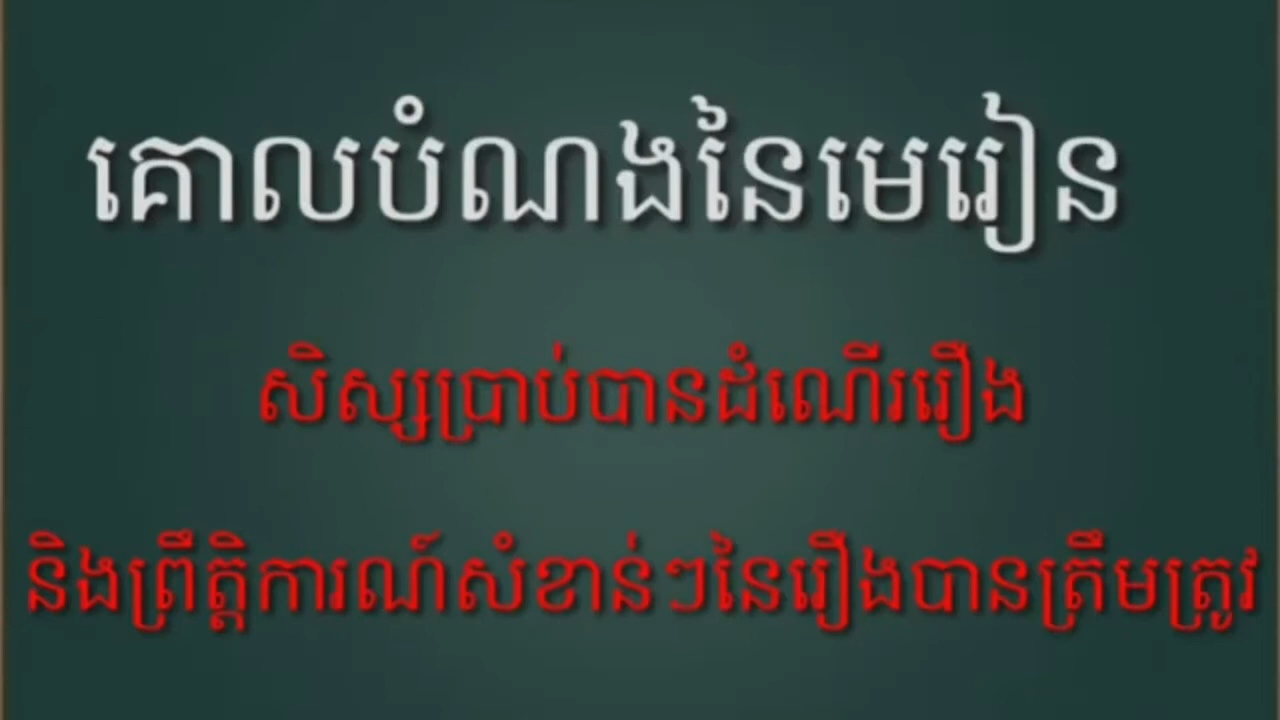 គោលបំណងនៃមេរៀន
សិស្សប្រាប់បានដំណើររឿង
និងព្រឹត្តិការណ៍សំខាន់ៗនៃរឿងបានត្រឹមត្រូវ